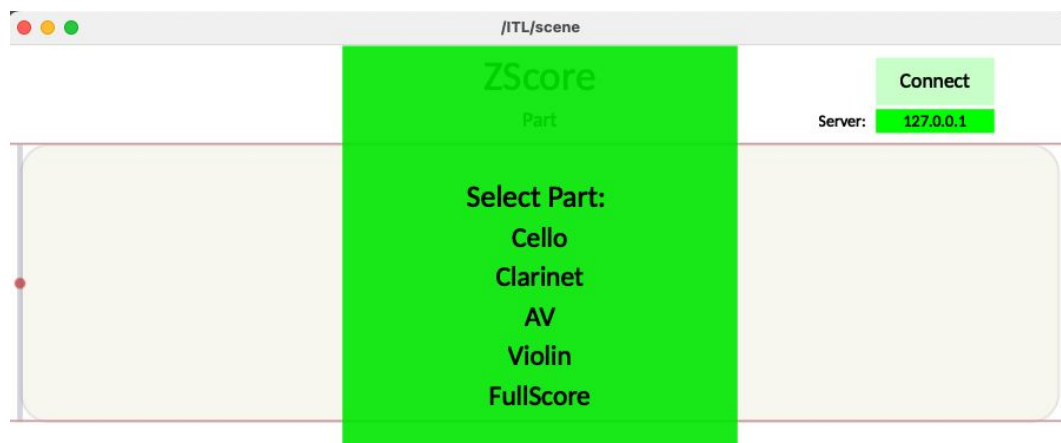 /ITL/scene
ZScore
Connect
Part
Server: 127.0.0.1
Select Part:
Cello
Clarinet
AV
Violin
FullScore